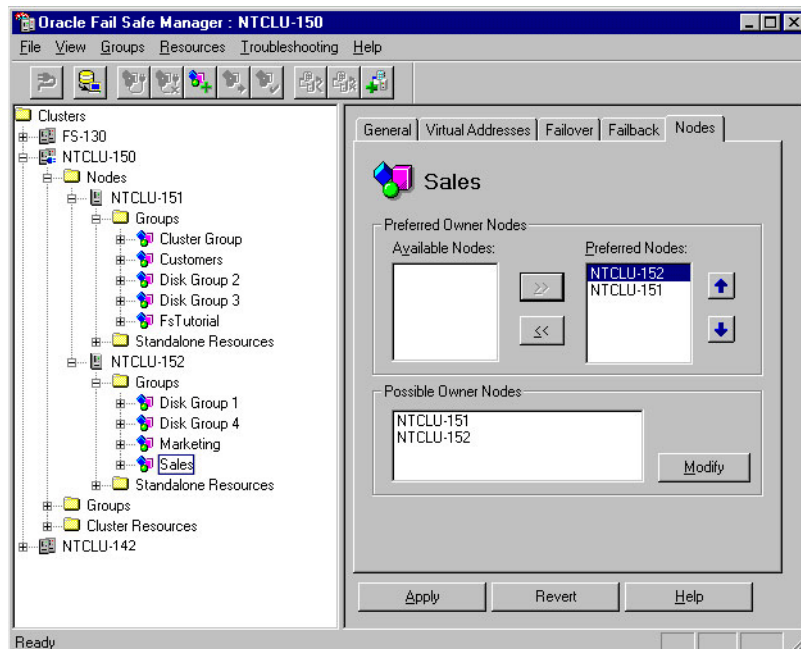 Oracle Fail Safe Manager : NTCLU-150
File View Groups Resources Troubleshooting Help
Clusters
FS-130
NTCLU-150
Nodes
NTCLU-151
Groups
Cluster Group
Customers
Disk Group 2
Disk Group 3
FsTutorial
Standalone Resources
NTCLU-152
Groups
Disk Group 1
Disk Group 4
Marketing
Sales
Standalone Resources
Groups
Cluster Resources
NTCLU-142
General Virtual Addresses Failover Failback Nodes
Sales
Preferred Owner Nodes
Available Nodes: Preferred Nodes:
NTCLU-152
>> NTCLU-151
<<
Possible Owner Nodes
NTCLU-151
NTCLU-152
Modify
Apply Revert Help
Ready